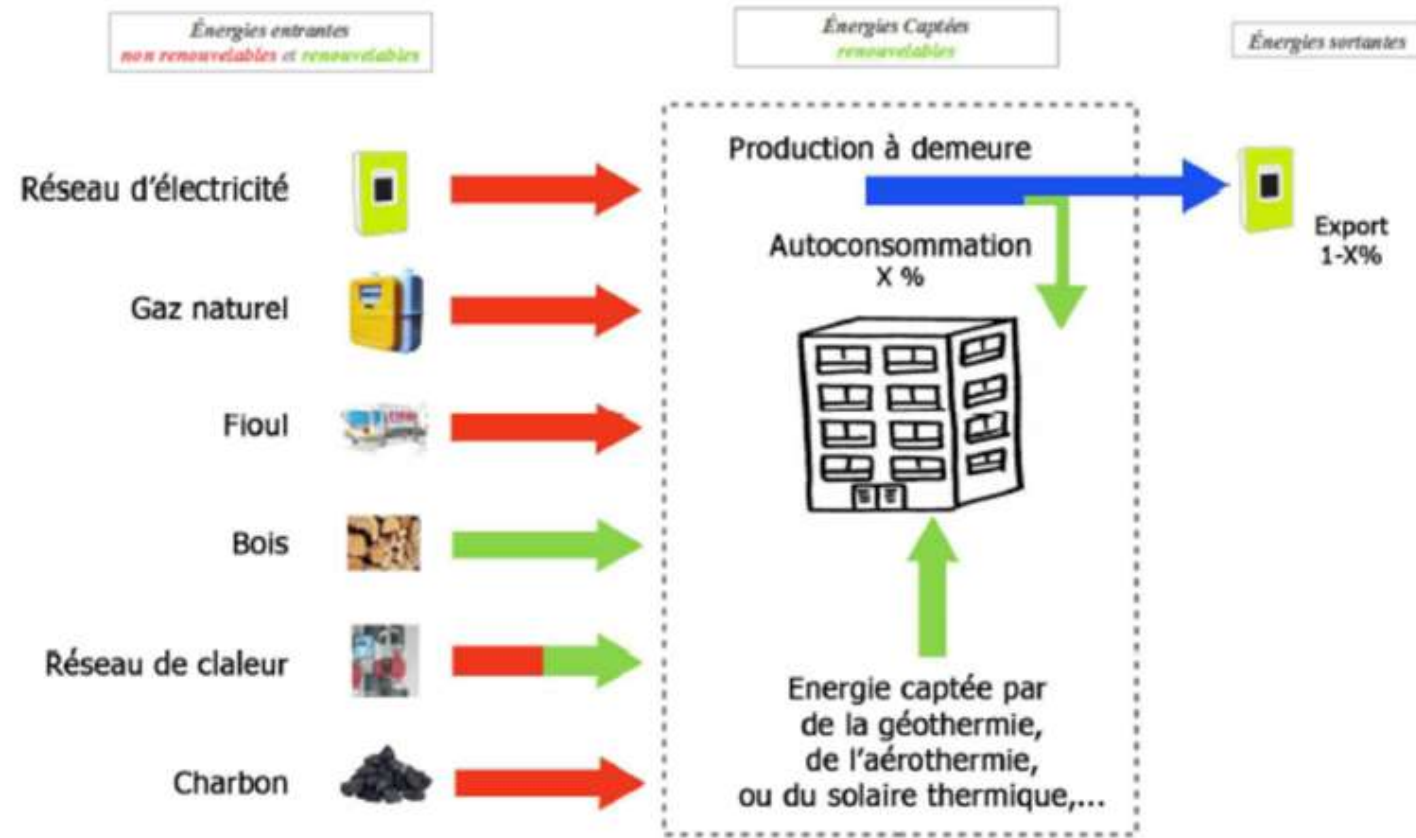 Énergies entrantes
non renouvelables et renouvelables
Énergies Captées
renouvelables
Énergies sortantes
Réseau d'électricité
Gaz naturel
Fioul
Bois
Réseau de claleur
Charbon
Production à demeure
Autoconsommation
X %
Export
1-X%
Energie captée par
de la géothermie,
de l'aérothermie,
ou du solaire thermique,...